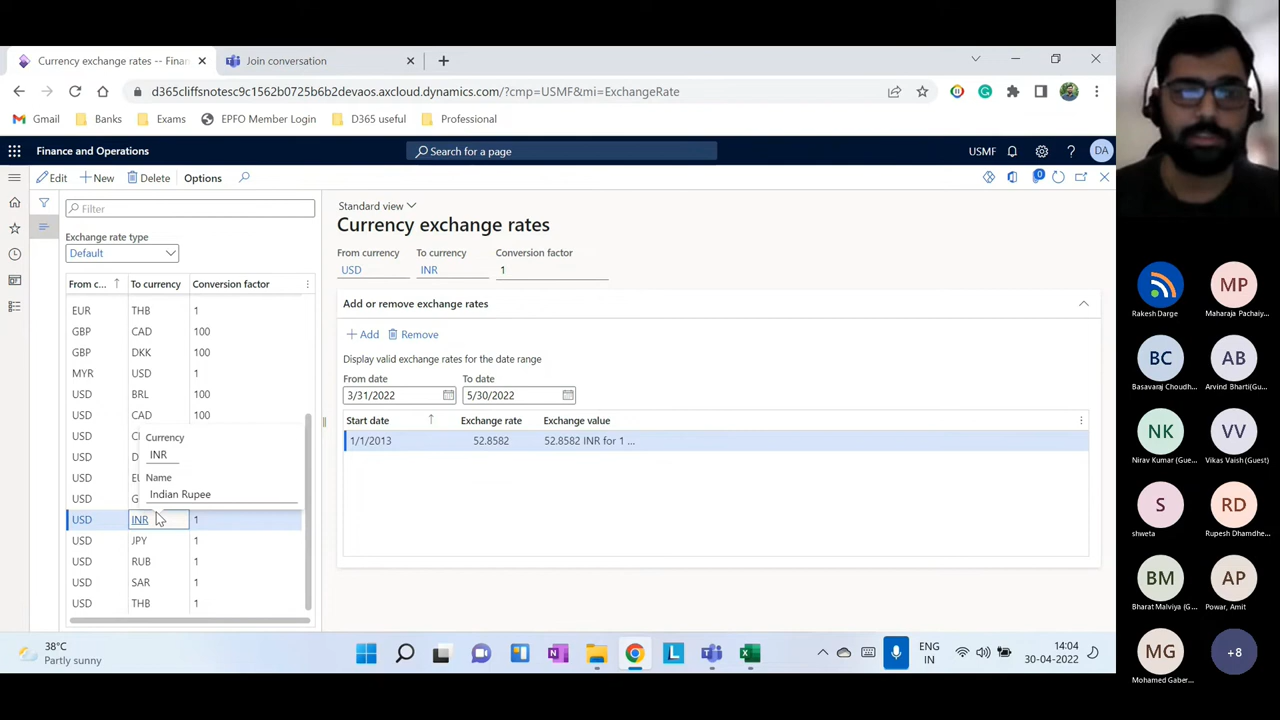 Currency exchange rates -- Finan
Join conversation
d365cliffsnotesc9c1562b0725b6b2devaos.axcloud.dynamics.com/?cmp=USMF&mi=ExchangeRate
Gmail
Banks
Exams
EPFO Member Login
D365 useful
Professional
Finance and Operations
Search for a page
USMF
DA
Edit
New
Delete
Options
0
Filter
Exchange rate type
Default
From c...
To currency
Conversion factor
EUR THB 1
GBP CAD 100
GBP DKK 100
MYR USD 1
USD BRL 100
USD CAD 100
USD
USD D
USD
USD G
USD INR 1
USD JPY 1
USD RUB 1
USD SAR 1
USD THB 1
Currency
INR
Name
Indian Rupee
Standard view
Currency exchange rates
From currency To currency Conversion factor
USD INR 1
Add or remove exchange rates
Add Remove
Display valid exchange rates for the date range
From date To date
3/31/2022 5/30/2022
Start date Exchange rate Exchange value
1/1/2013 52.8582 52.8582 INR for 1 ...
38°C
Partly sunny
L
ENG
IN
14:04
30-04-2022
Rakesh Darge
MP
Maharaja Pachaiy...
BC
Basavaraj Choudh...
AB
Arvind Bharti(Gu...
NK
Nirav Kumar (Gue...
VV
Vikas Vaish (Guest)
S
shweta
RD
Rupesh Dhamdhe...
BM
Bharat Malviya (G...
AP
Powar, Amit
MG
Mohamed Gaber...
+8